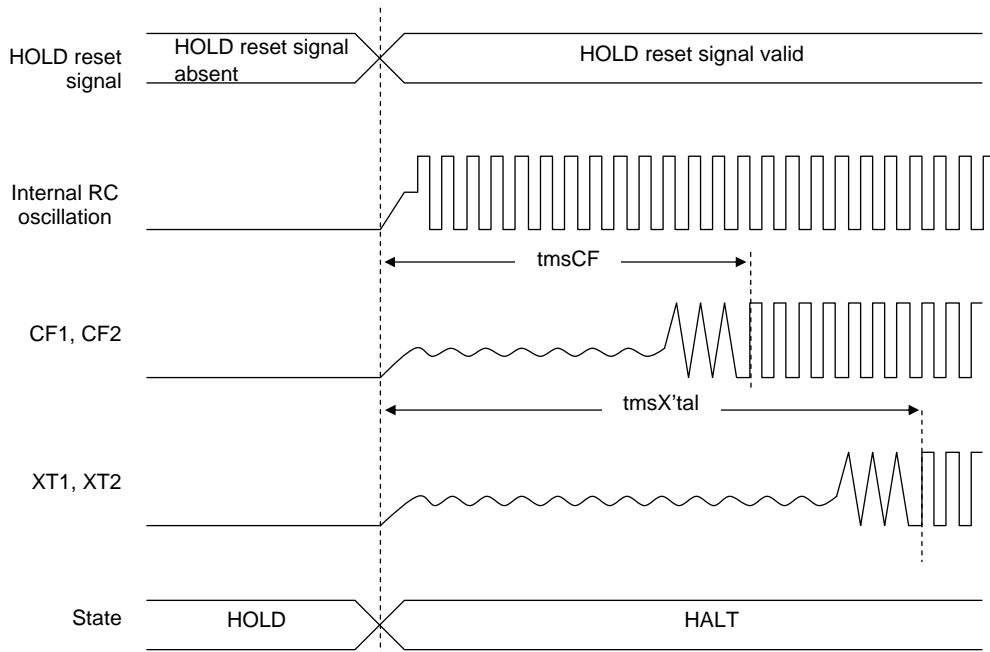 HOLD reset
signal
HOLD reset signal
absent
HOLD reset signal valid
Internal RC
oscillation
tmsCF
CF1, CF2
tmsX'tal
XT1, XT2
State
HOLD
HALT